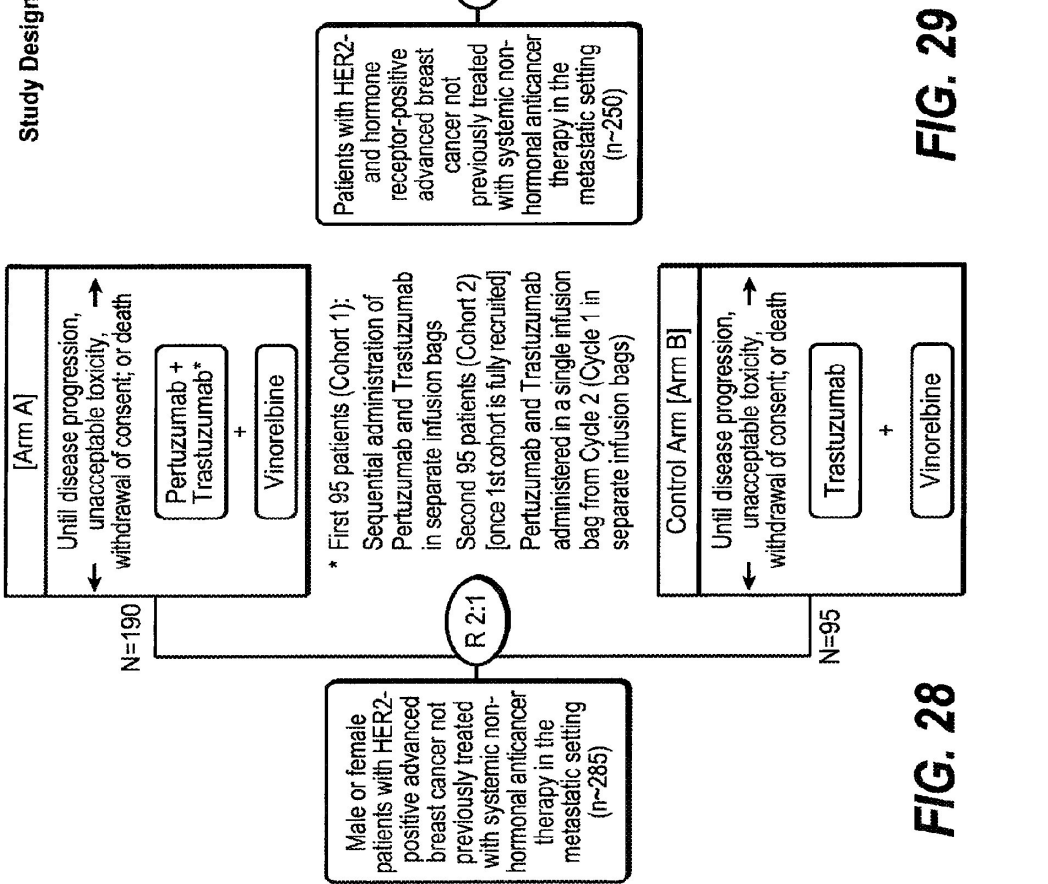 Male or female
patients with HER2-
positive advanced
breast cancer not
previously treated
with systemic non-
hormonal anticancer
therapy in the
metastatic setting
(n~285)
R 2:1
N=190
[Arm A]
Until disease progression,
unacceptable toxicity,
withdrawal of consent; or death
Pertuzumab +
Trastuzumab*
+
Vinorelbine
* First 95 patients (Cohort 1):
Sequential administration of
Pertuzumab and Trastuzumab
in separate infusion bags
Second 95 patients (Cohort 2)
[once 1st cohort is fully recruited]
Pertuzumab and Trastuzumab
administered in a single infusion
bag from Cycle 2 (Cycle 1 in
separate infusion bags)
N=95
Control Arm [Arm B]
Until disease progression,
unacceptable toxicity,
withdrawal of consent; or death
Trastuzumab
+
Vinorelbine
FIG. 28
Study Design
Patients with HER2-
and hormone
receptor-positive
advanced breast
cancer not
previously treated
with systemic non-
hormonal anticancer
therapy in the
metastatic setting
(n~250)
FIG. 29